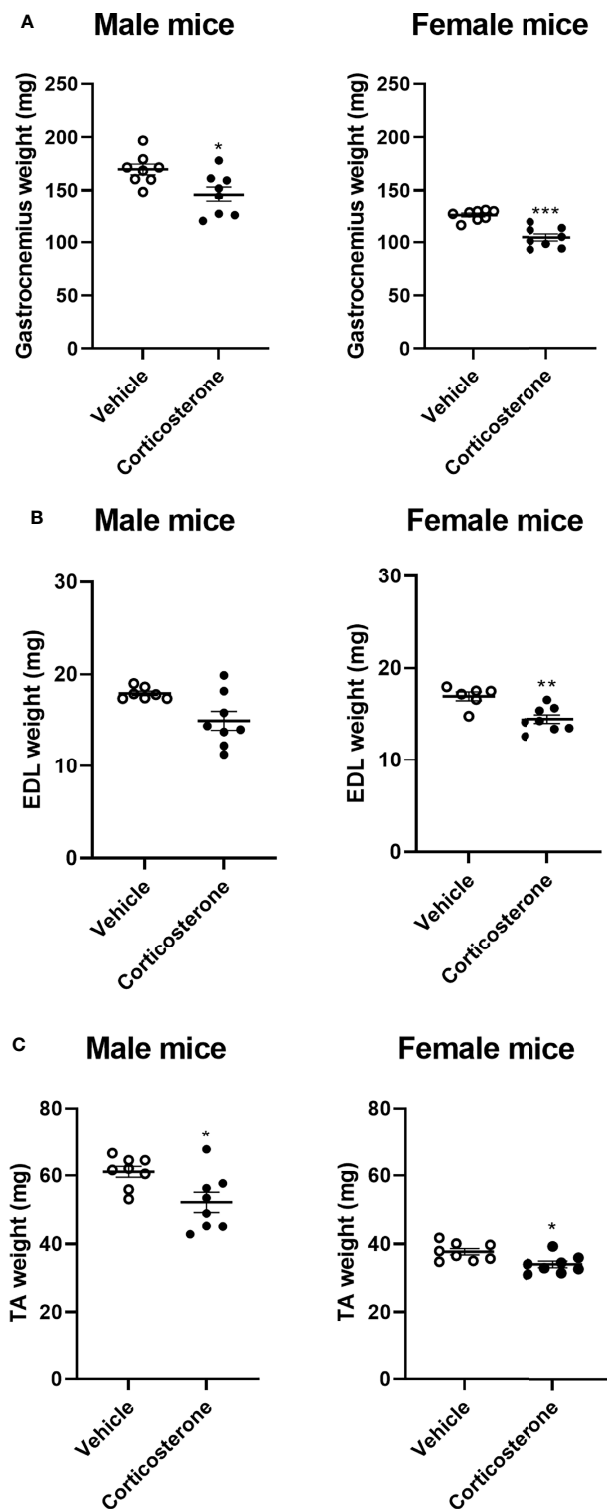 A
Male mice
Female mice
Gastrocnemius weight (mg)
250
200
150
100
50
0
*
Vehicle
Corticosterone
Gastrocnemius weight (mg)
250
200
150
100
50
0
***
Vehicle
Corticosterone
B
Male mice
Female mice
EDL weight (mg)
30
20
10
0
Vehicle
Corticosterone
EDL weight (mg)
30
20
10
0
**
Vehicle
Corticosterone
C
Male mice
Female mice
TA weight (mg)
80
60
40
20
0
*
Vehicle
Corticosterone
TA weight (mg)
80
60
40
20
0
*
Vehicle
Corticosterone